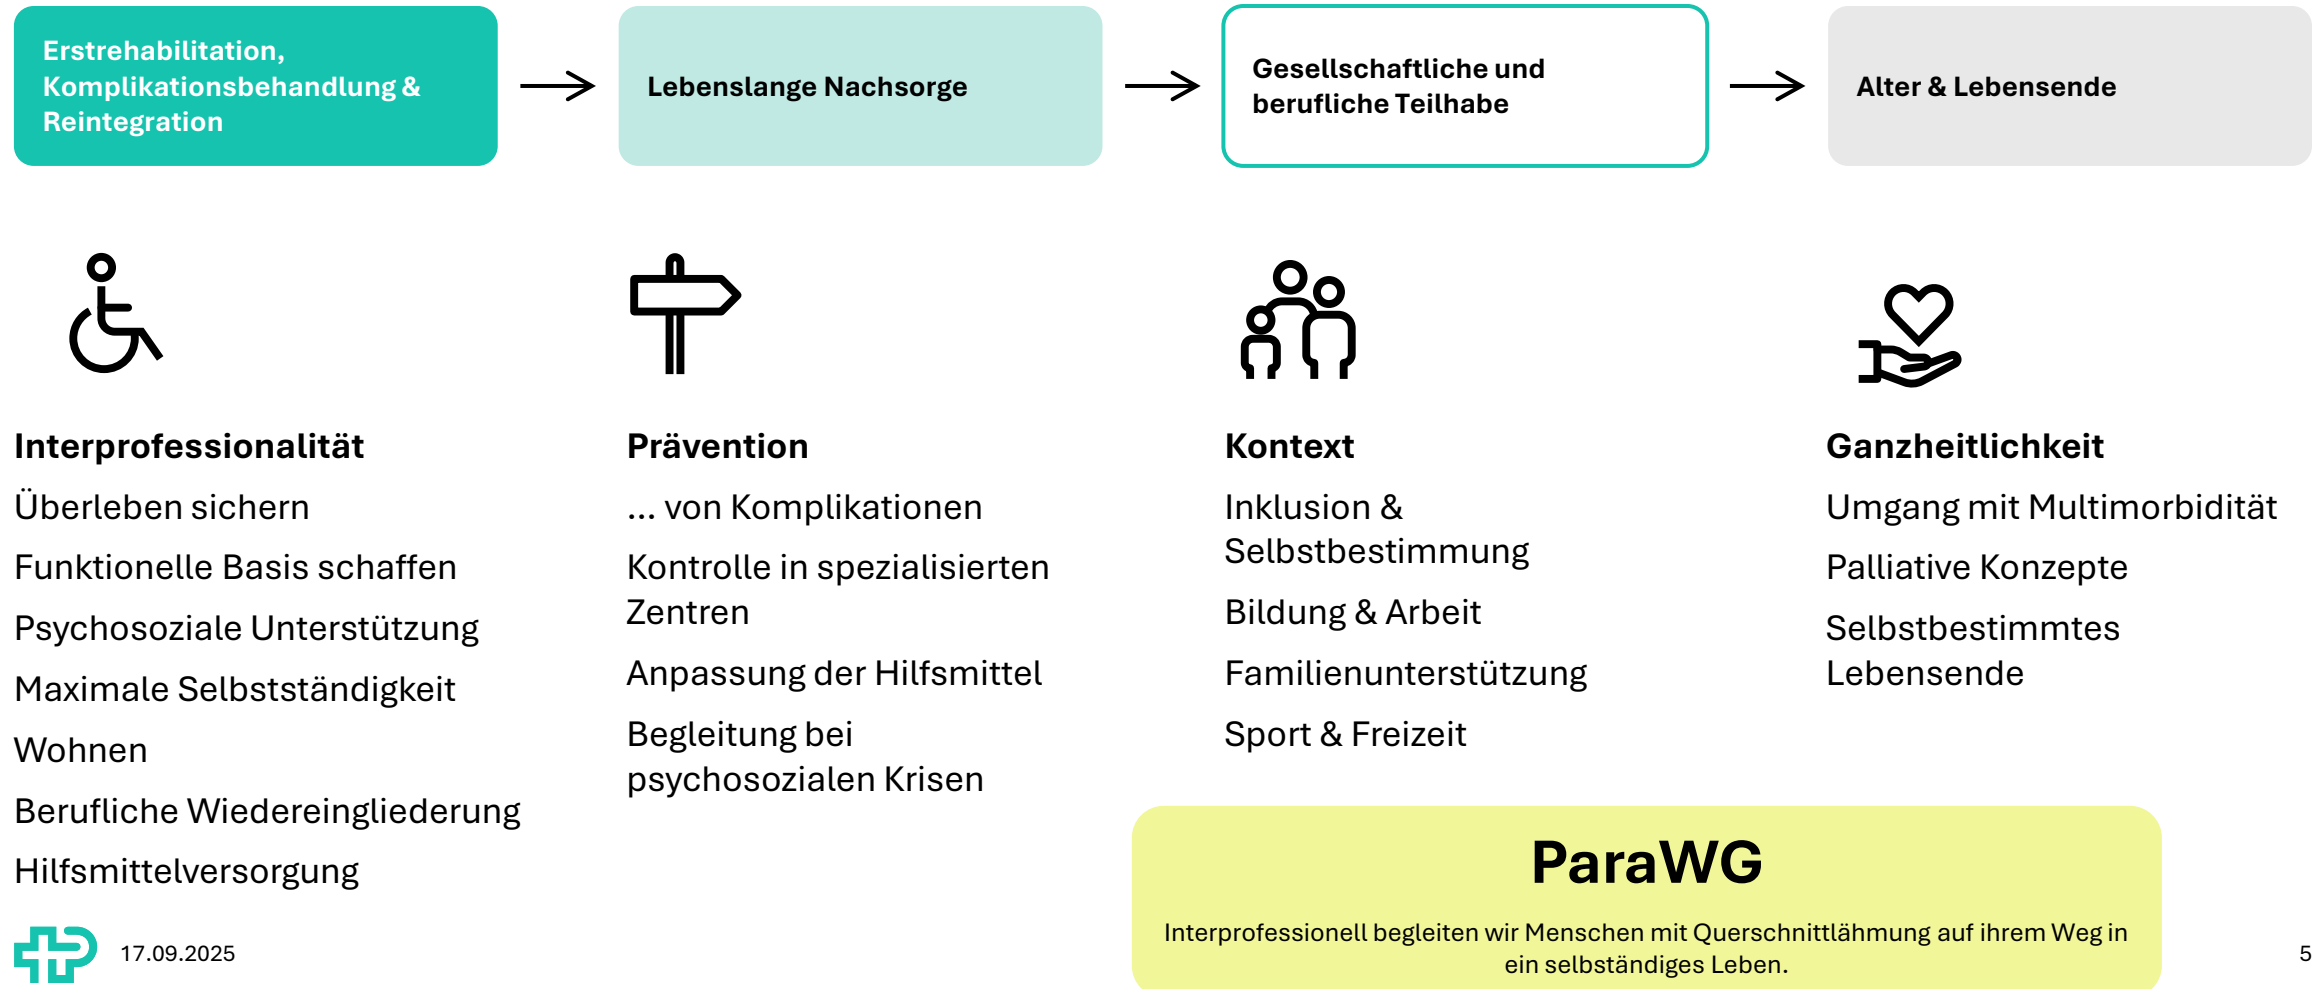 Erstrehabilitation,
Komplikationsbehandlung &
Reintegration
Lebenslange Nachsorge
Gesellschaftliche und
berufliche Teilhabe
Alter & Lebensende
Interprofessionalität
Überleben sichern
Funktionelle Basis schaffen
Psychosoziale Unterstützung
Maximale Selbstständigkeit
Wohnen
Berufliche Wiedereingliederung
Hilfsmittelversorgung
Prävention
... von Komplikationen
Kontrolle in spezialisierten
Zentren
Anpassung der Hilfsmittel
Begleitung bei
psychosozialen Krisen
Kontext
Inklusion &
Selbstbestimmung
Bildung & Arbeit
Familienunterstützung
Sport & Freizeit
Ganzheitlichkeit
Umgang mit Multimorbidität
Palliative Konzepte
Selbstbestimmtes
Lebensende
ParaWG
Interprofessionell begleiten wir Menschen mit Querschnittlähmung auf ihrem Weg in
ein selbständiges Leben.
17.09.2025
5